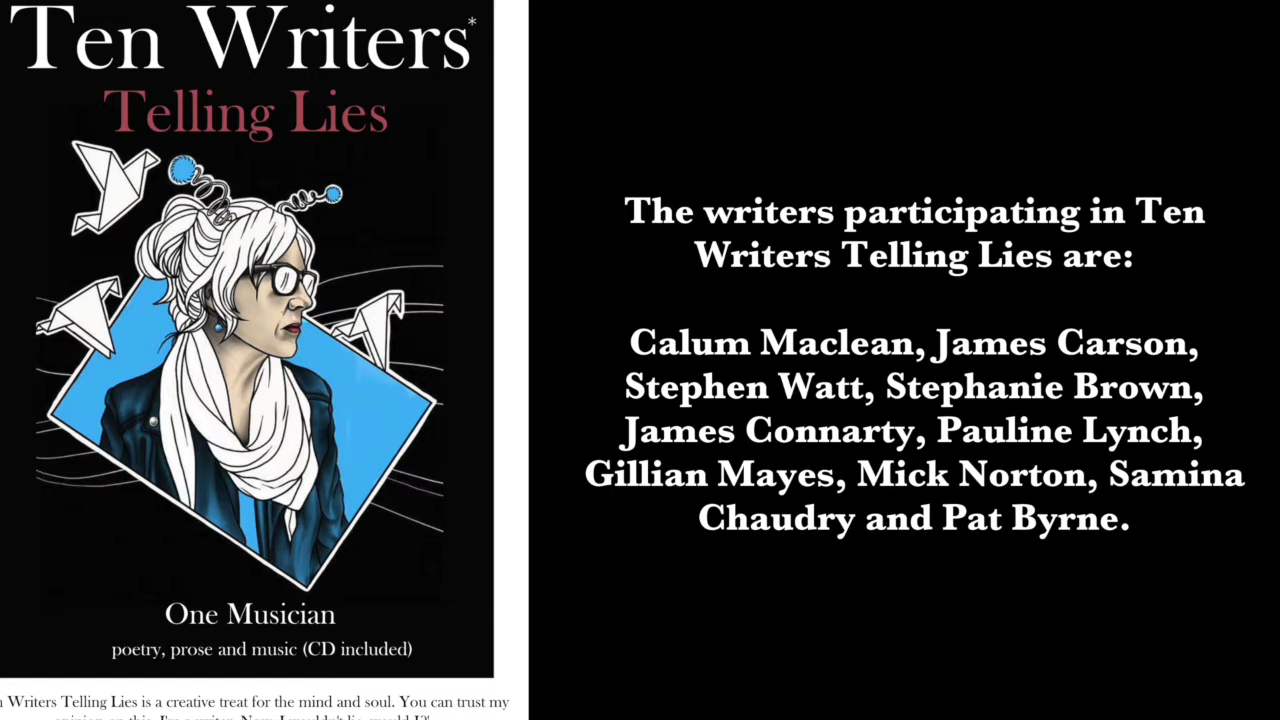 Ten Writers*
Telling Lies
One Musician
poetry, prose and music (CD included)
Writers Telling Lies is a creative treat for the mind and soul. You can trust my
The writers participating in Ten
Writers Telling Lies are:
Calum Maclean, James Carson,
Stephen Watt, Stephanie Brown,
James Connarty, Pauline Lynch,
Gillian Mayes, Mick Norton, Samina
Chaudry and Pat Byrne.